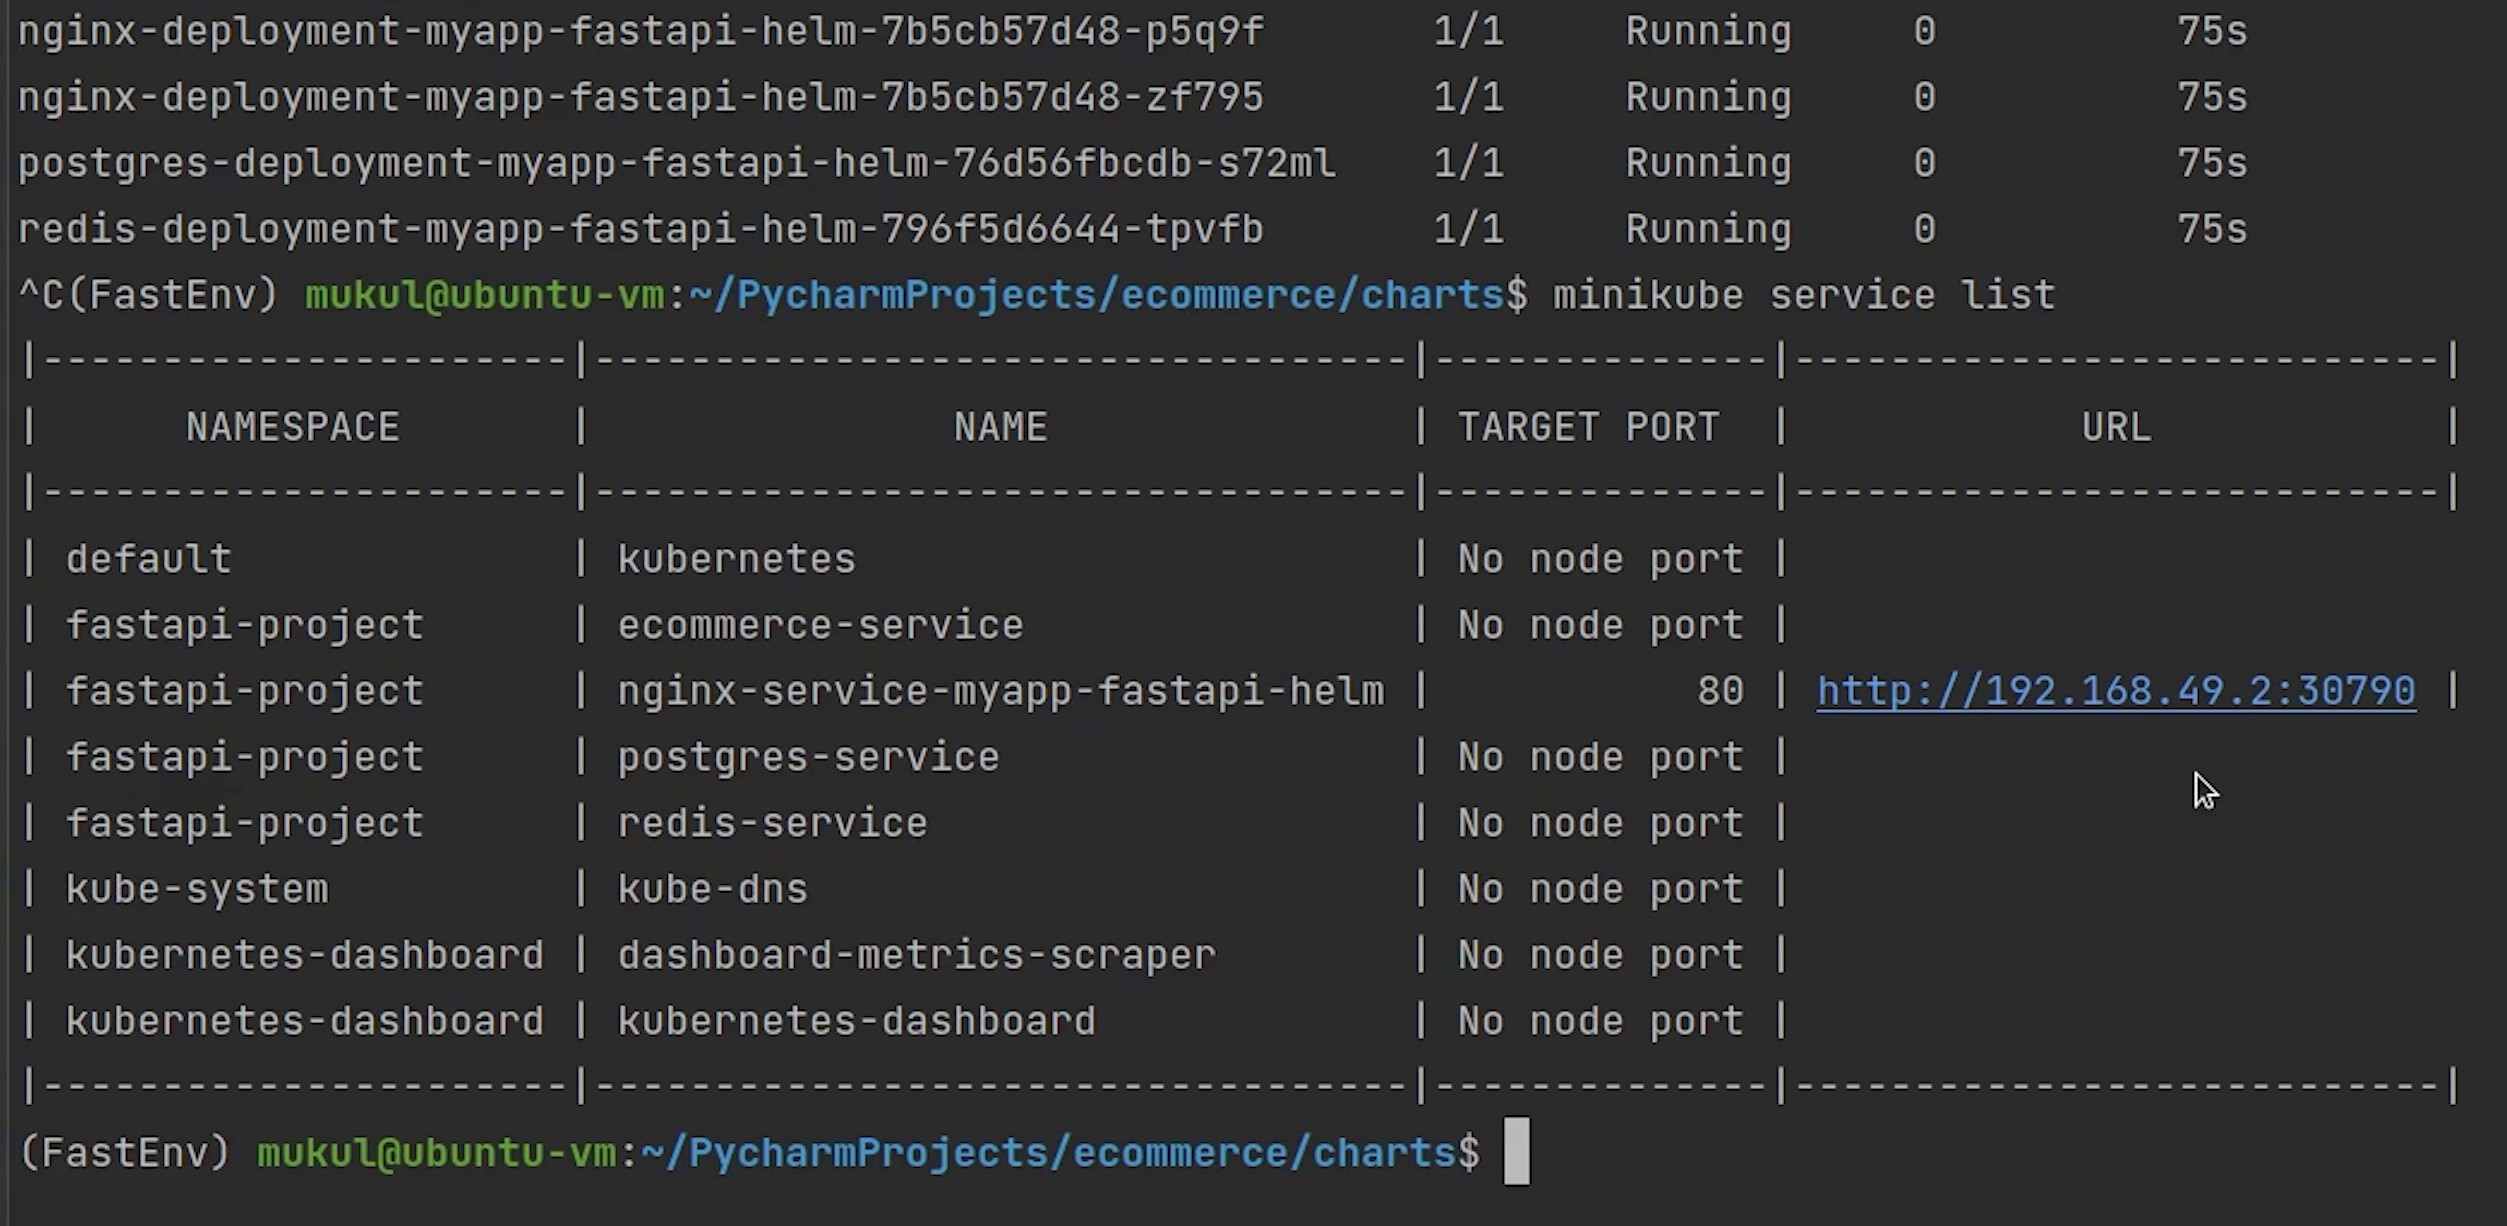 nginx-deployment-myapp-fastapi-helm-7b5cb57d48-p5q9f       1/1     Running     0          75s
nginx-deployment-myapp-fastapi-helm-7b5cb57d48-zf795       1/1     Running     0          75s
postgres-deployment-myapp-fastapi-helm-76d56fbcdb-s72ml    1/1     Running     0          75s
redis-deployment-myapp-fastapi-helm-796f5d6644-tpvfb       1/1     Running     0          75s
^C(FastEnv) mukul@ubuntu-vm:~/PycharmProjects/ecommerce/charts$ minikube service list
|----------------------|----------------------------------|--------------|---------------------------|
|      NAMESPACE       |               NAME               | TARGET PORT  |            URL            |
|----------------------|----------------------------------|--------------|---------------------------|
| default              | kubernetes                       | No node port |
| fastapi-project      | ecommerce-service                | No node port |
| fastapi-project      | nginx-service-myapp-fastapi-helm |           80 | http://192.168.49.2:30790 |
| fastapi-project      | postgres-service                 | No node port |
| fastapi-project      | redis-service                    | No node port |
| kube-system          | kube-dns                         | No node port |
| kubernetes-dashboard | dashboard-metrics-scraper        | No node port |
| kubernetes-dashboard | kubernetes-dashboard             | No node port |
|----------------------|----------------------------------|--------------|---------------------------|
(FastEnv) mukul@ubuntu-vm:~/PycharmProjects/ecommerce/charts$